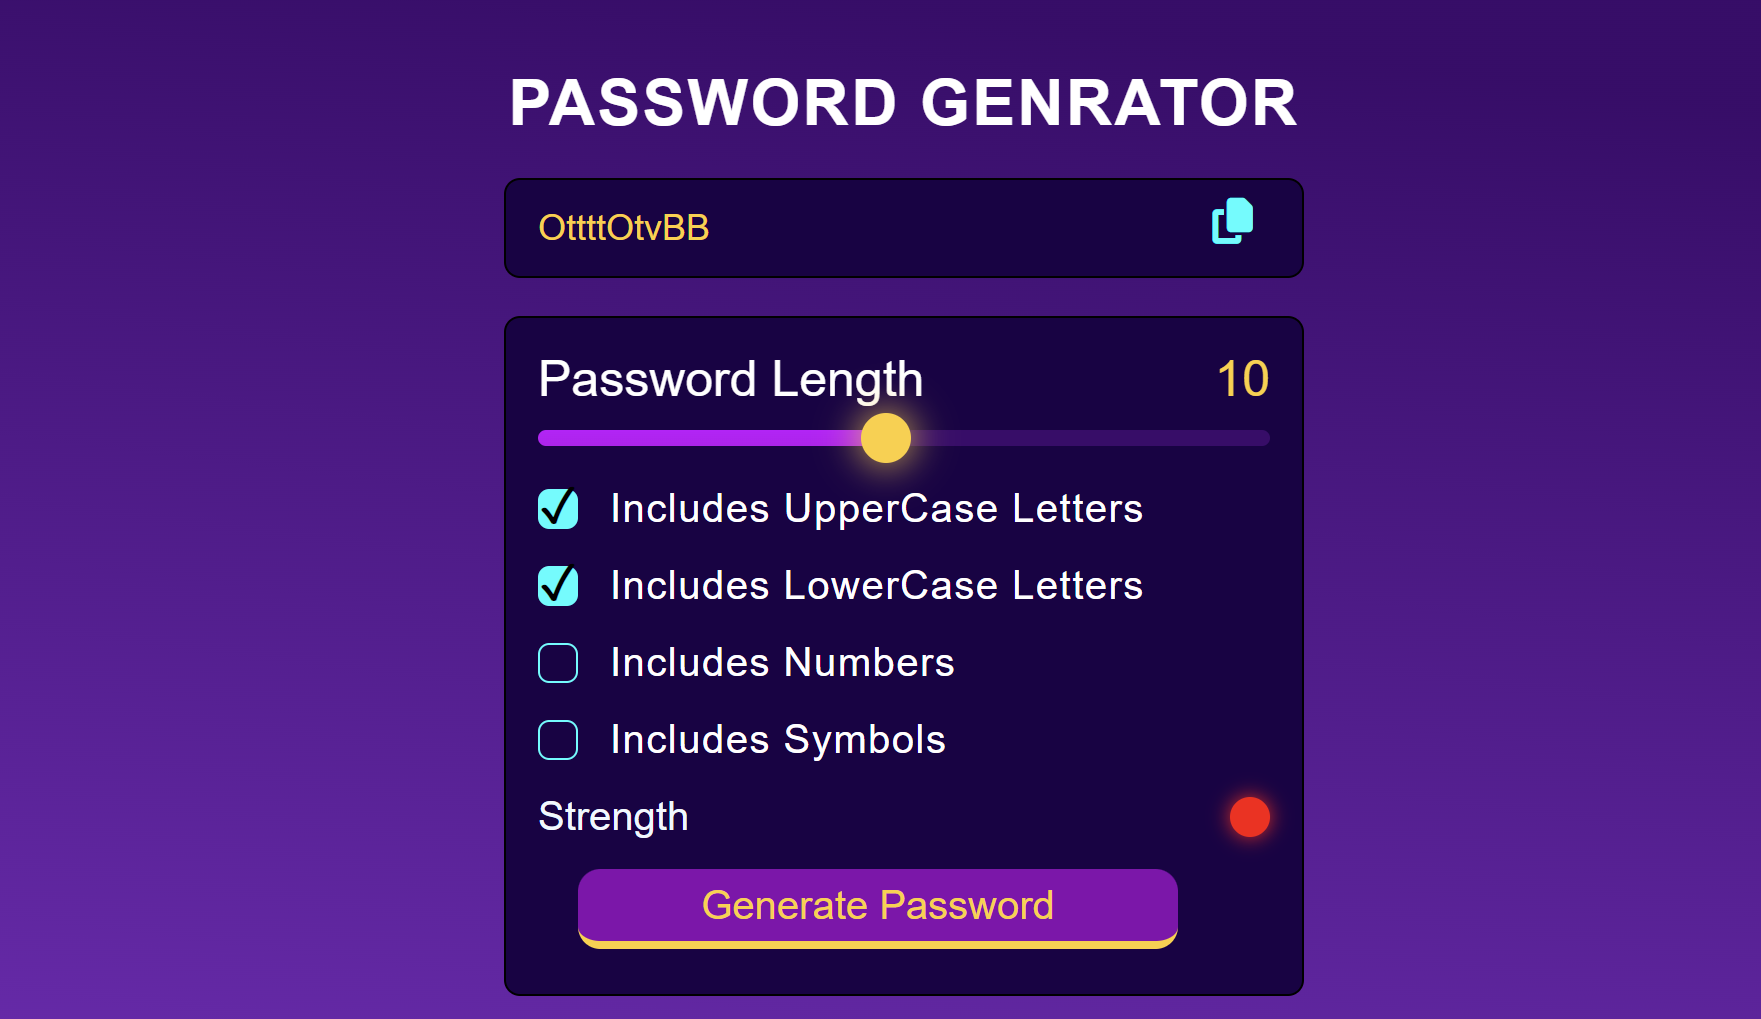 PASSWORD GENRATOR
OttttOtvBB
Password Length 10
Includes UpperCase Letters
Includes LowerCase Letters
Includes Numbers
Includes Symbols
Strength
Generate Password